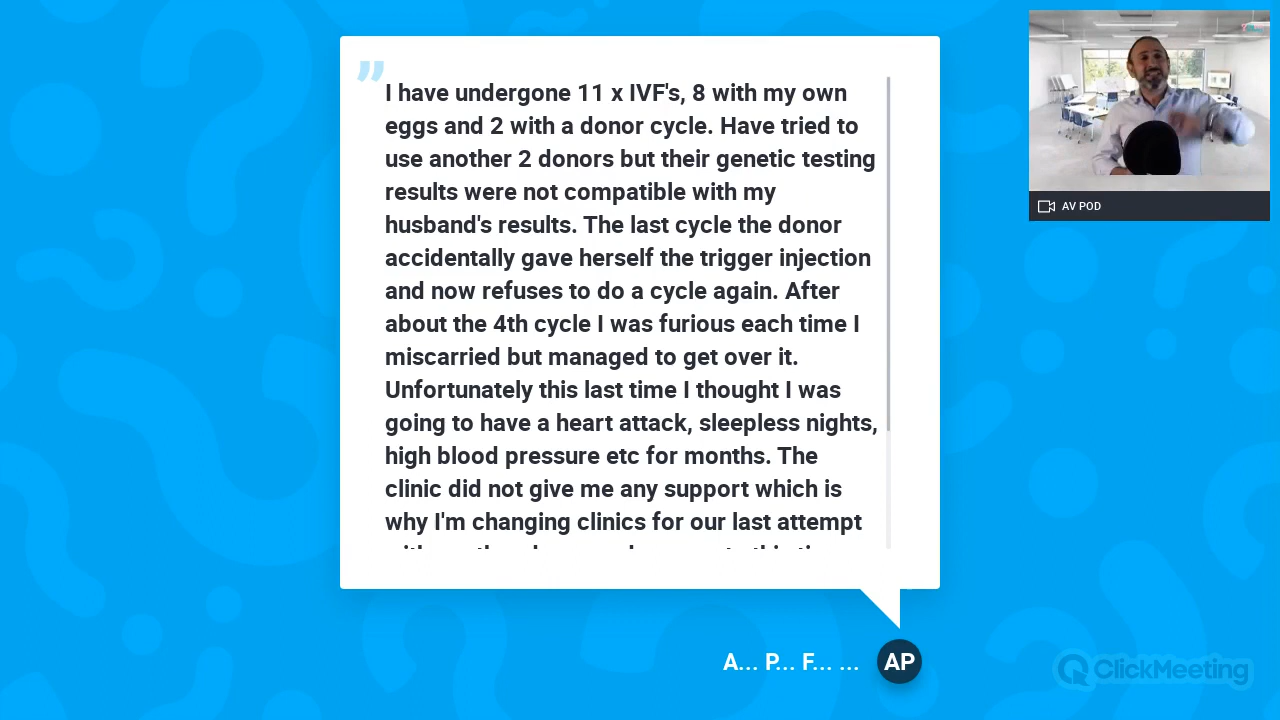 I have undergone 11 x IVF's, 8 with my own
eggs and 2 with a donor cycle. Have tried to
use another 2 donors but their genetic testing
results were not compatible with my
husband's results. The last cycle the donor
accidentally gave herself the trigger injection
and now refuses to do a cycle again. After
about the 4th cycle I was furious each time I
miscarried but managed to get over it.
Unfortunately this last time I thought I was
going to have a heart attack, sleepless nights,
high blood pressure etc for months. The
clinic did not give me any support which is
why I'm changing clinics for our last attempt
A... P... F... ...
AP
AV POD
ClickMeeting